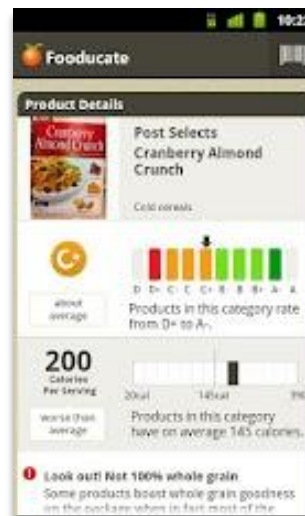 10:22
Fooducate
Product Details
Cranberry
Almond Crunch
Post Selects
Cranberry Almond
Crunch
Cold cereals
C+
about
average
D D+ C C C+ B B B+ A- A
Products in this category rate
from D+ to A-.
200
Calories
Per Serving
worse than
average
20cal 145cal
Products in this category
have on average 145 calories.
Look out! Not 100% whole grain
Some products boast whole grain goodness
on the package when in fact most of the